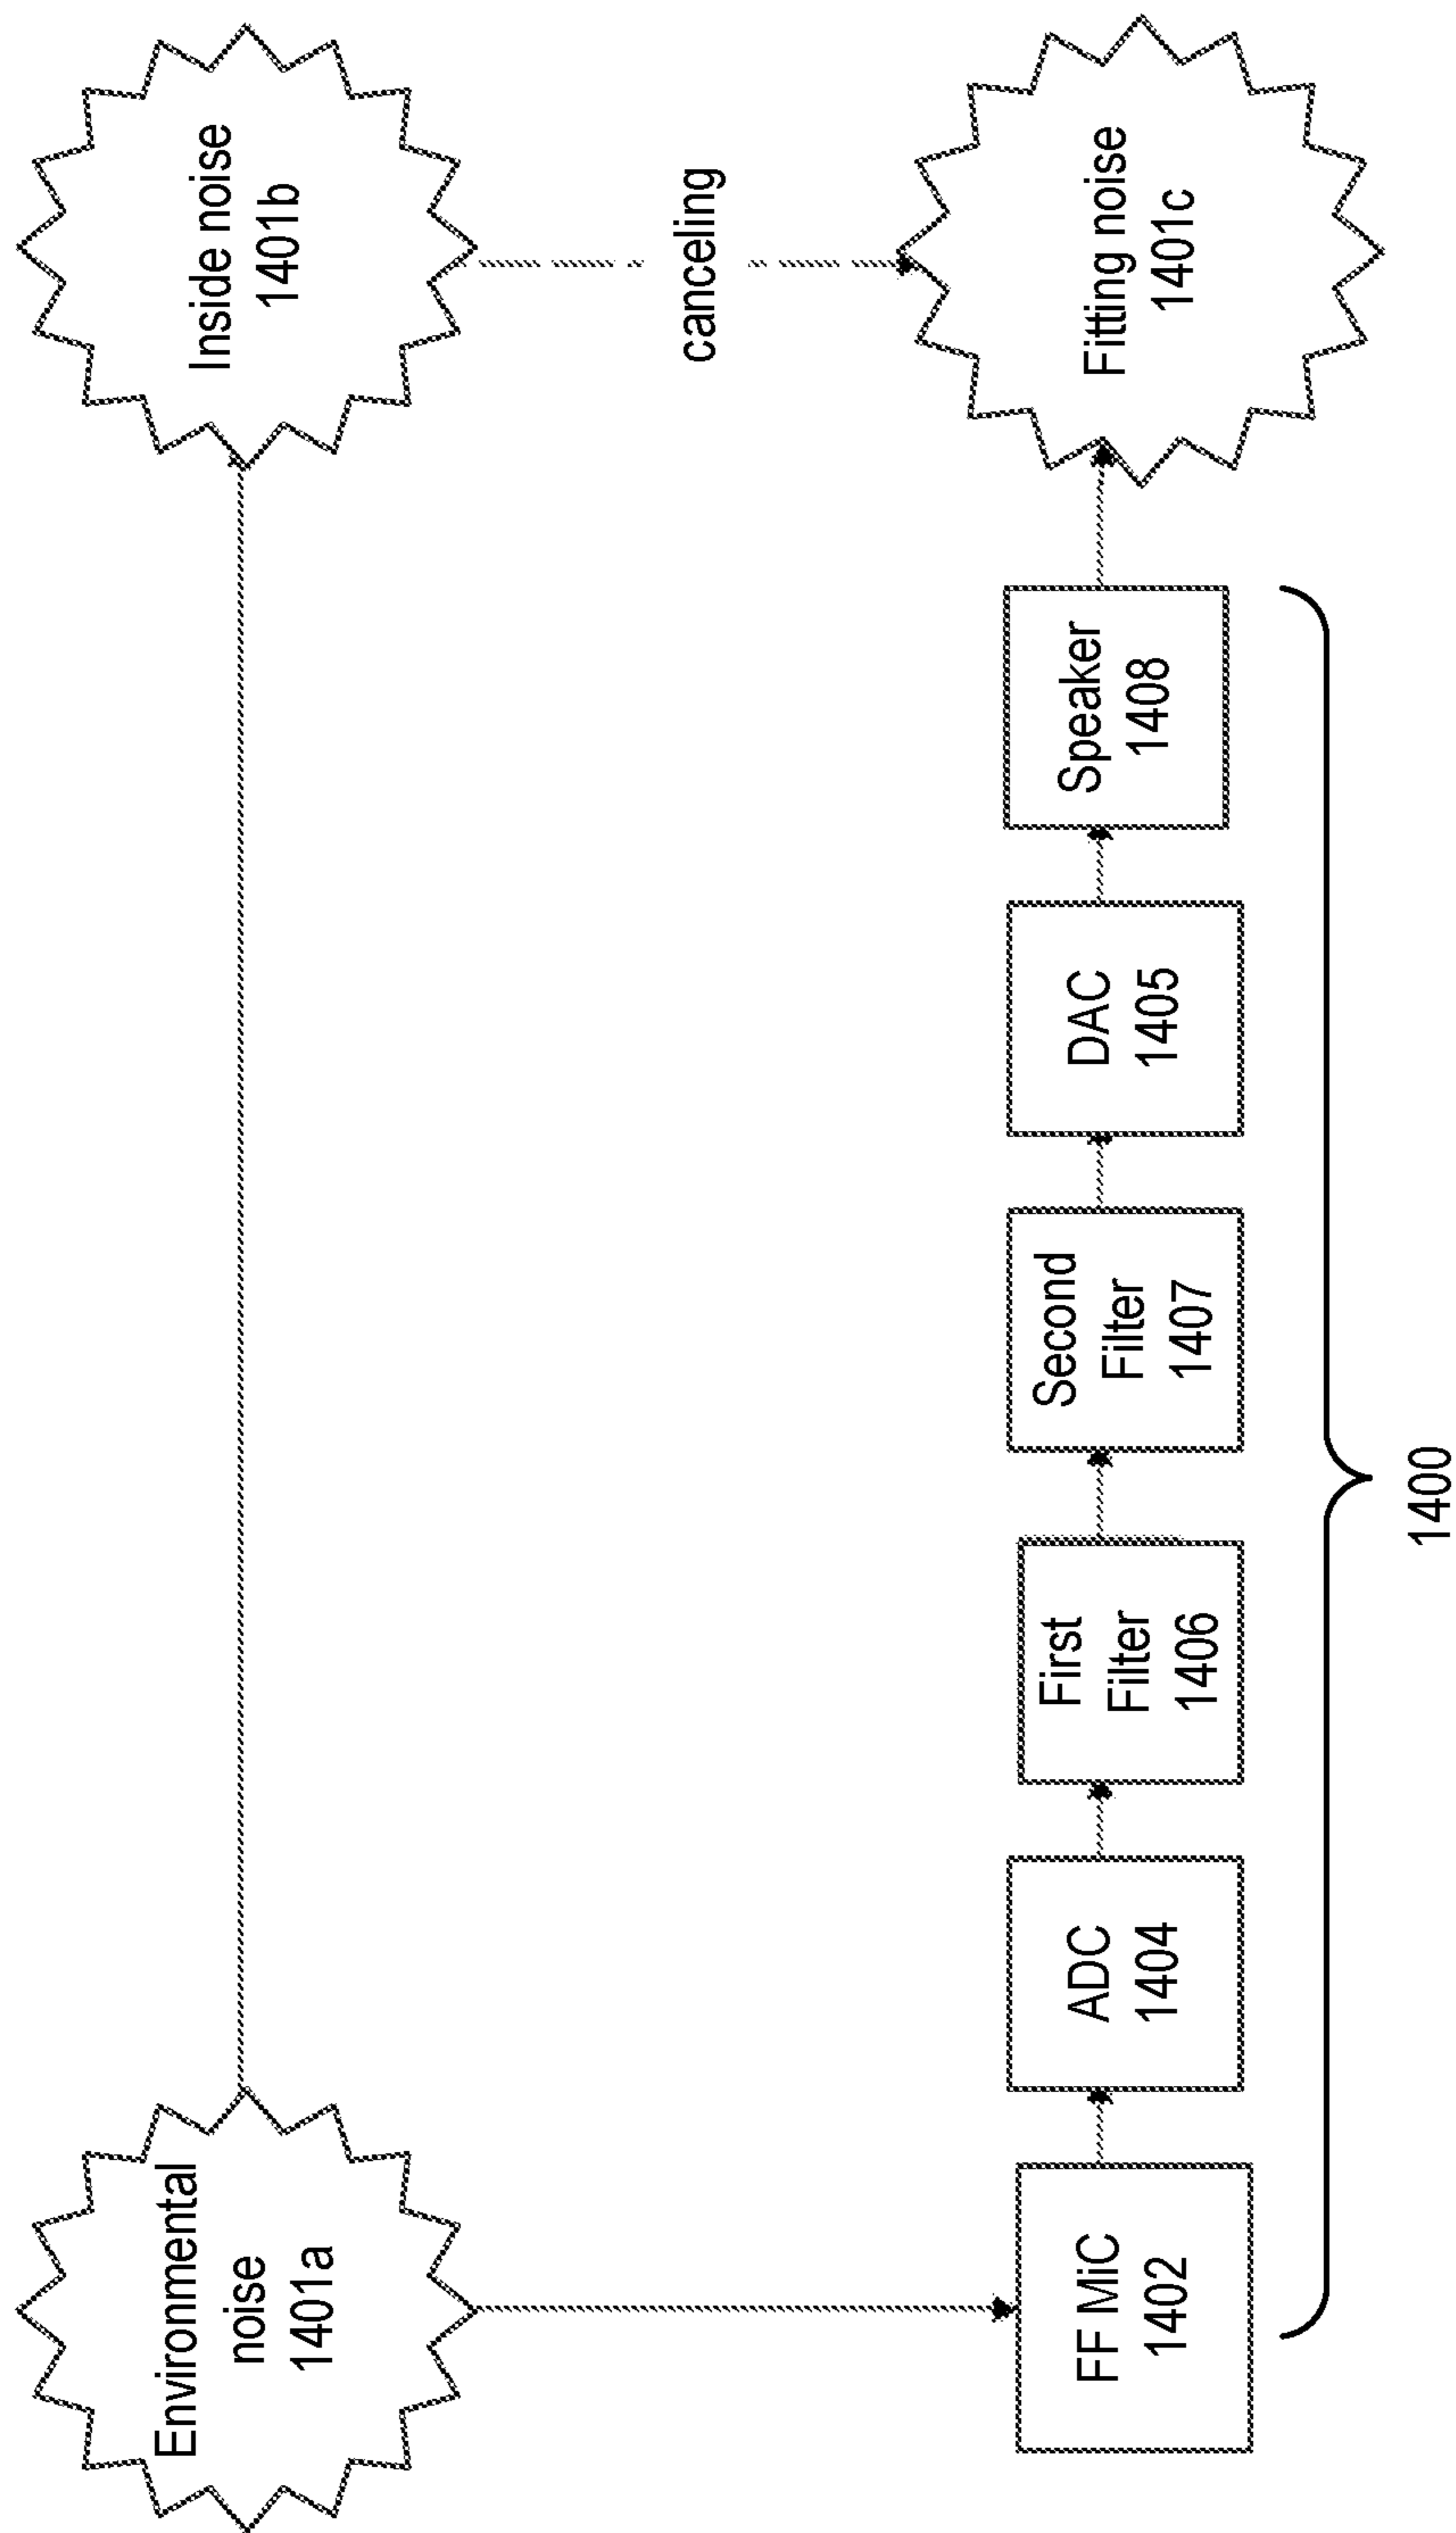 Environmental
noise
1401a
Inside noise
1401b
canceling
FF MiC
1402
ADC
1404
First
Filter
1406
Second
Filter
1407
DAC
1405
Speaker
1408
Fitting noise
1401c
1400